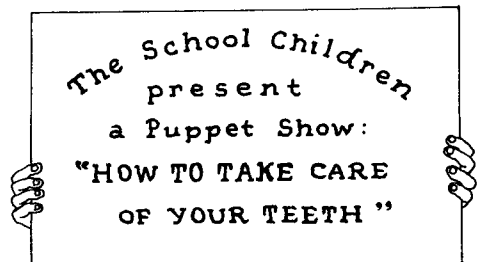 The School Children
present
a Puppet Show:
"HOW TO TAKE CARE
OF YOUR TEETH"